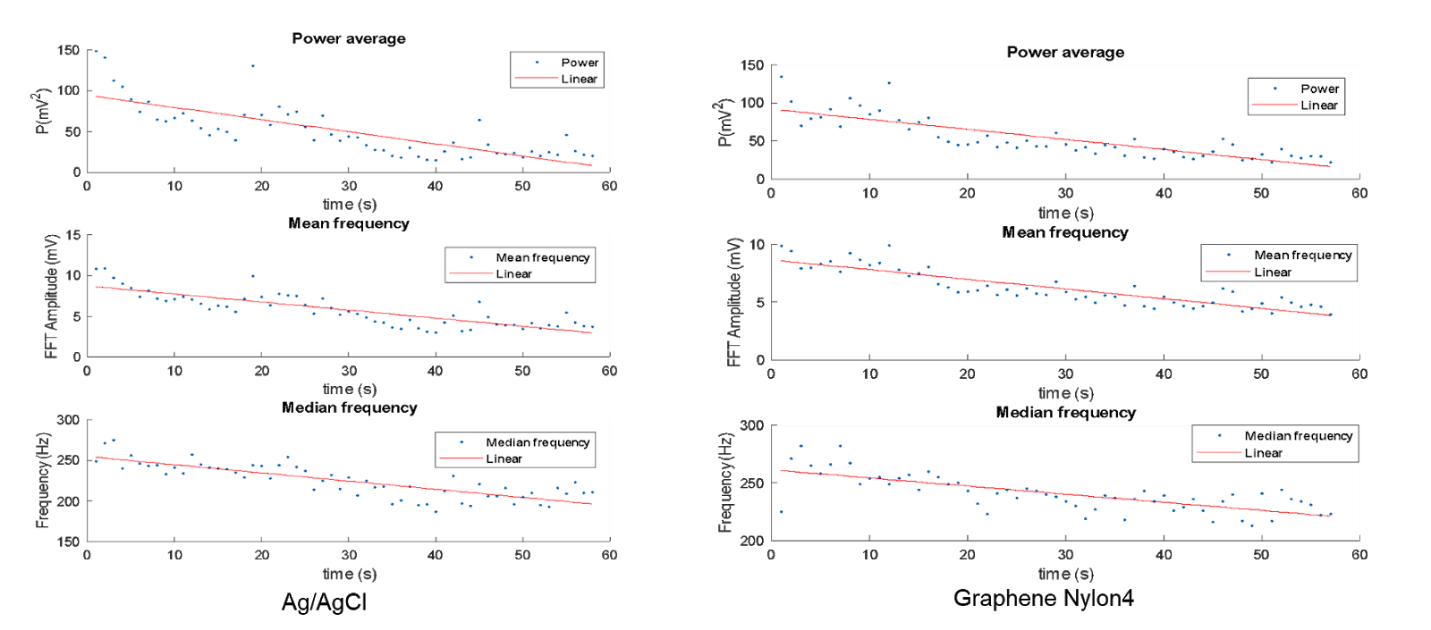 Power average
150
100
50
0
P(mV²)
Power
Linear
0 10 20 30 40 50 60
time (s)
Mean frequency
15
10
5
0
FFT Amplitude (mV)
Mean frequency
Linear
0 10 20 30 40 50 60
time (s)
Median frequency
300
250
200
150
Frequency (Hz)
Median frequency
Linear
0 10 20 30 40 50 60
time (s)
Ag/AgCl
Power average
150
100
50
0
P(mV²)
Power
Linear
0 10 20 30 40 50 60
time (s)
Mean frequency
10
5
0
FFT Amplitude (mV)
Mean frequency
Linear
0 10 20 30 40 50 60
time (s)
Median frequency
300
250
200
Frequency (Hz)
Median frequency
Linear
0 10 20 30 40 50 60
time (s)
Graphene Nylon4